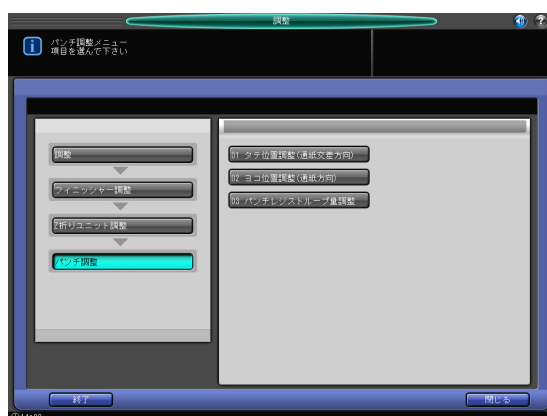 調整
パンチ調整メニュー
項目を選んで下さい
調整
フィニッシャー調整
Z折りユニット調整
パンチ調整
01 タテ位置調整(通紙交差方向)
02 ヨコ位置調整(通紙方向)
03 パンチレジストループ量調整
終了
閉じる